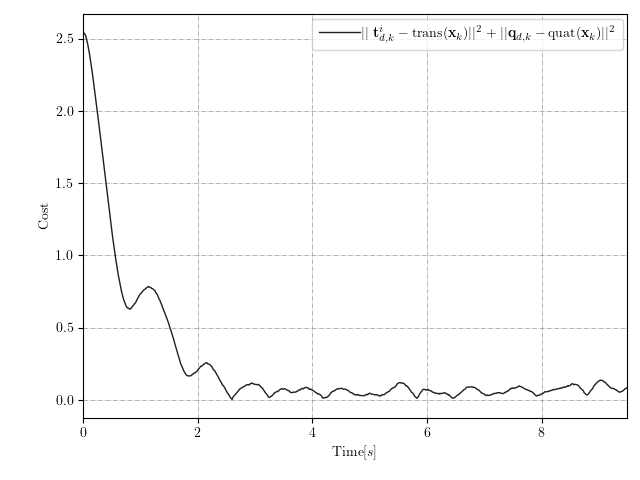 || t^i_{d,k} − trans(x_k)||^2 + ||q_{d,k} − quat(x_k)||^2
2.5
2.0
1.5
1.0
0.5
0.0
Cost
0 2 4 6 8
Time[s]